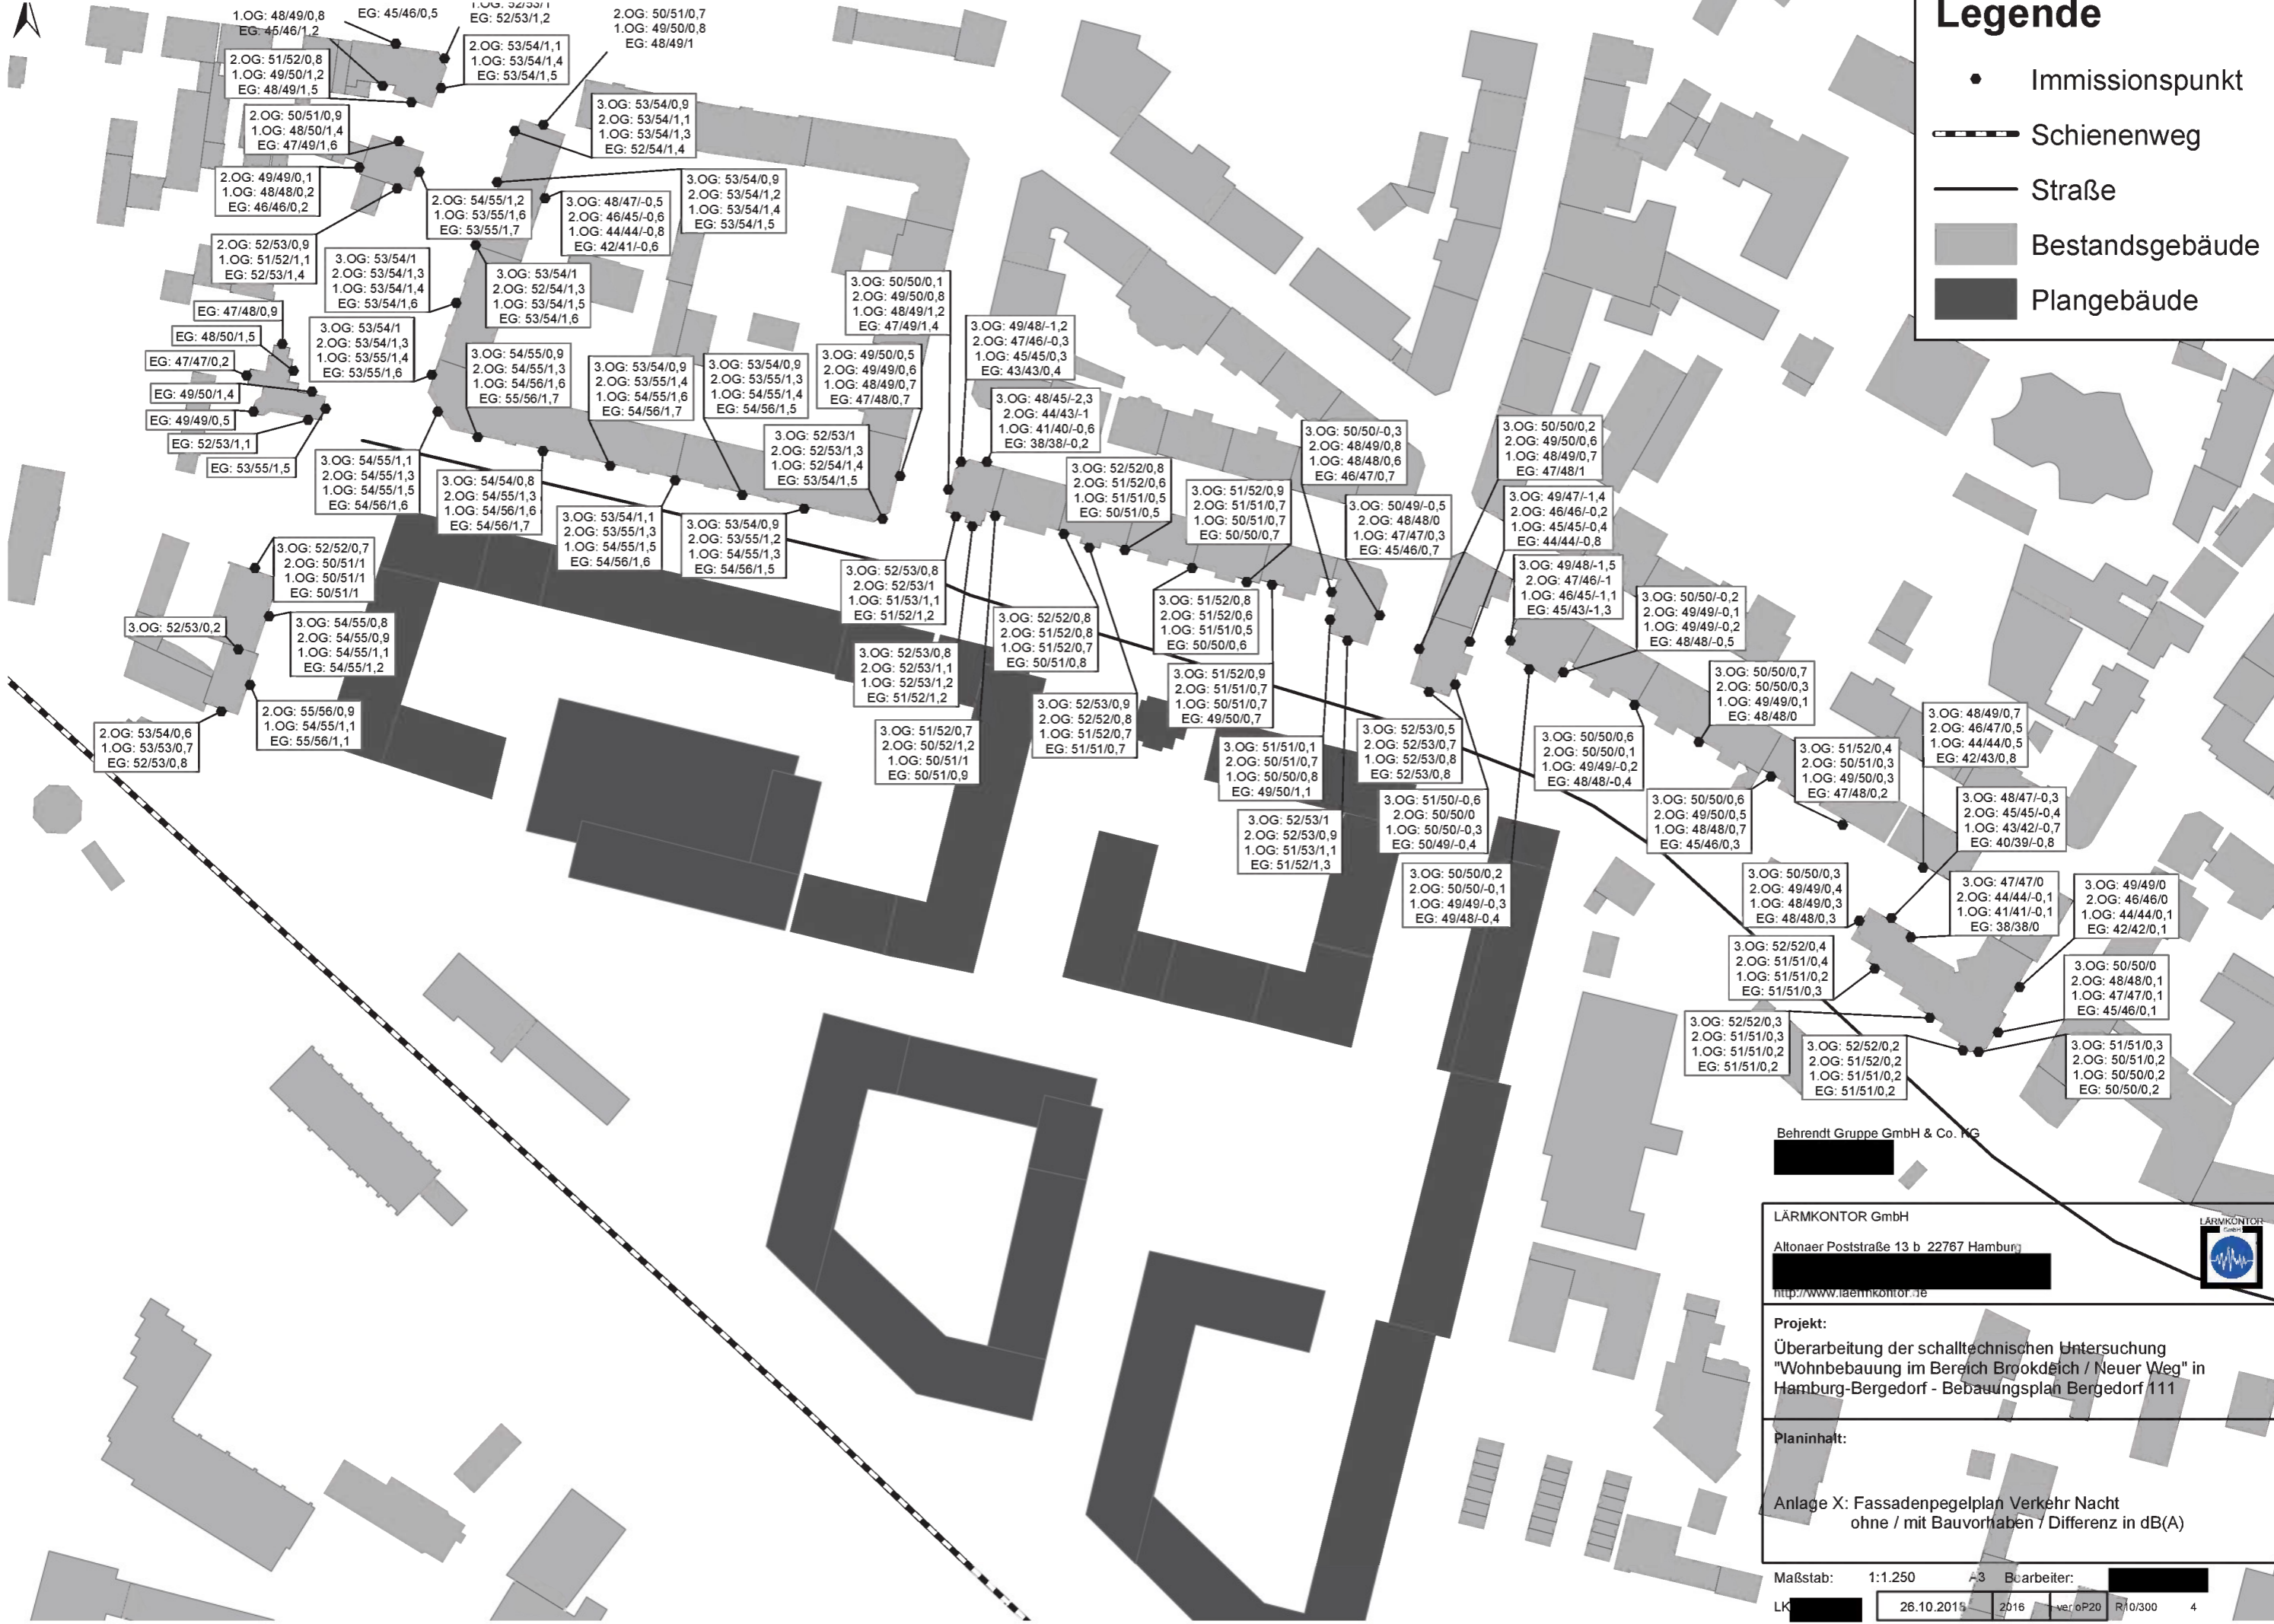 1.OG: 48/49/0,8
EG: 45/46/1,2
EG: 45/46/0,5
1.OG: 52/53/1
EG: 52/53/1,2
2.OG: 50/51/0,7
1.OG: 49/50/0,8
EG: 48/49/1
2.OG: 53/54/1,1
1.OG: 53/54/1,4
EG: 53/54/1,5
2.OG: 51/52/0,8
1.OG: 49/50/1,2
EG: 48/49/1,5
2.OG: 50/51/0,9
1.OG: 48/50/1,4
EG: 47/49/1,6
3.OG: 53/54/0,9
2.OG: 53/54/1,1
1.OG: 53/54/1,3
EG: 52/54/1,4
2.OG: 49/49/0,1
1.OG: 48/48/0,2
EG: 46/46/0,2
2.OG: 54/55/1,2
1.OG: 53/55/1,6
EG: 53/55/1,7
3.OG: 48/47/-0,5
2.OG: 46/45/-0,6
1.OG: 44/44/-0,8
EG: 42/41/-0,6
3.OG: 53/54/0,9
2.OG: 53/54/1,2
1.OG: 53/54/1,4
EG: 53/54/1,5
2.OG: 52/53/0,9
1.OG: 51/52/1,1
EG: 52/53/1,4
3.OG: 53/54/1
2.OG: 53/54/1,3
1.OG: 53/54/1,4
EG: 53/54/1,6
3.OG: 53/54/1
2.OG: 52/54/1,3
1.OG: 53/54/1,5
EG: 53/54/1,6
EG: 47/48/0,9
EG: 48/50/1,5
EG: 47/47/0,2
EG: 49/50/1,4
EG: 49/49/0,5
EG: 52/53/1,1
EG: 53/55/1,5
3.OG: 53/54/1
2.OG: 53/54/1,3
1.OG: 53/55/1,4
EG: 53/55/1,6
3.OG: 54/55/0,9
2.OG: 54/55/1,3
1.OG: 54/56/1,6
EG: 55/56/1,7
3.OG: 53/54/0,9
2.OG: 53/55/1,4
1.OG: 54/55/1,6
EG: 54/56/1,7
3.OG: 53/54/0,9
2.OG: 53/55/1,3
1.OG: 54/55/1,4
EG: 54/56/1,5
3.OG: 50/50/0,1
2.OG: 49/50/0,8
1.OG: 48/49/1,2
EG: 47/49/1,4
3.OG: 49/50/0,5
2.OG: 49/49/0,6
1.OG: 48/49/0,7
EG: 47/48/0,7
3.OG: 49/48/-1,2
2.OG: 47/46/-0,3
1.OG: 45/45/0,3
EG: 43/43/0,4
3.OG: 48/45/-2,3
2.OG: 44/43/-1
1.OG: 41/40/-0,6
EG: 38/38/-0,2
3.OG: 52/53/1
2.OG: 52/53/1,3
1.OG: 52/54/1,4
EG: 53/54/1,5
3.OG: 54/55/1,1
2.OG: 54/55/1,3
1.OG: 54/55/1,5
EG: 54/56/1,6
3.OG: 54/54/0,8
2.OG: 54/55/1,3
1.OG: 54/56/1,6
EG: 54/56/1,7
3.OG: 53/54/1,1
2.OG: 53/55/1,3
1.OG: 54/55/1,5
EG: 54/56/1,6
3.OG: 53/54/0,9
2.OG: 53/55/1,2
1.OG: 54/55/1,3
EG: 54/56/1,5
3.OG: 52/52/0,8
2.OG: 51/52/0,6
1.OG: 51/51/0,5
EG: 50/51/0,5
3.OG: 51/52/0,9
2.OG: 51/51/0,7
1.OG: 50/51/0,7
EG: 50/50/0,7
3.OG: 50/50/-0,3
2.OG: 48/49/0,8
1.OG: 48/48/0,6
EG: 46/47/0,7
3.OG: 50/49/-0,5
2.OG: 48/48/0
1.OG: 47/47/0,3
EG: 45/46/0,7
3.OG: 50/50/0,2
2.OG: 49/50/0,6
1.OG: 48/49/0,7
EG: 47/48/1
3.OG: 49/47/-1,4
2.OG: 46/46/-0,2
1.OG: 45/45/-0,4
EG: 44/44/-0,8
3.OG: 49/48/-1,5
2.OG: 47/46/-1
1.OG: 46/45/-1,1
EG: 45/43/-1,3
3.OG: 50/50/-0,2
2.OG: 49/49/-0,1
1.OG: 49/49/-0,2
EG: 48/48/-0,5
3.OG: 52/52/0,7
2.OG: 50/51/1
1.OG: 50/51/1
EG: 50/51/1
3.OG: 52/53/0,2
3.OG: 54/55/0,8
2.OG: 54/55/0,9
1.OG: 54/55/1,1
EG: 54/55/1,2
2.OG: 55/56/0,9
1.OG: 54/55/1,1
EG: 55/56/1,1
2.OG: 53/54/0,6
1.OG: 53/53/0,7
EG: 52/53/0,8
3.OG: 52/53/0,8
2.OG: 52/53/1
1.OG: 51/53/1,1
EG: 51/52/1,2
3.OG: 52/53/0,8
2.OG: 52/53/1,1
1.OG: 52/53/1,2
EG: 51/52/1,2
3.OG: 51/52/0,7
2.OG: 50/52/1,2
1.OG: 50/51/1
EG: 50/51/0,9
3.OG: 52/52/0,8
2.OG: 51/52/0,8
1.OG: 51/52/0,7
EG: 50/51/0,8
3.OG: 52/53/0,9
2.OG: 52/52/0,8
1.OG: 51/52/0,7
EG: 51/51/0,7
3.OG: 51/52/0,8
2.OG: 51/52/0,6
1.OG: 51/51/0,5
EG: 50/50/0,6
3.OG: 51/52/0,9
2.OG: 51/51/0,7
1.OG: 50/51/0,7
EG: 49/50/0,7
3.OG: 51/51/0,1
2.OG: 50/51/0,7
1.OG: 50/50/0,8
EG: 49/50/1,1
3.OG: 52/53/1
2.OG: 52/53/0,9
1.OG: 51/53/1,1
EG: 51/52/1,3
3.OG: 52/53/0,5
2.OG: 52/53/0,7
1.OG: 52/53/0,8
EG: 52/53/0,8
3.OG: 51/50/-0,6
2.OG: 50/50/0
1.OG: 50/50/-0,3
EG: 50/49/-0,4
3.OG: 50/50/0,2
2.OG: 50/50/-0,1
1.OG: 49/49/-0,3
EG: 49/48/-0,4
3.OG: 50/50/0,6
2.OG: 50/50/0,1
1.OG: 49/49/-0,2
EG: 48/48/-0,4
3.OG: 50/50/0,7
2.OG: 50/50/0,3
1.OG: 49/49/0,1
EG: 48/48/0
3.OG: 50/50/0,6
2.OG: 49/50/0,5
1.OG: 48/48/0,7
EG: 45/46/0,3
3.OG: 51/52/0,4
2.OG: 50/51/0,3
1.OG: 49/50/0,3
EG: 47/48/0,2
3.OG: 48/49/0,7
2.OG: 46/47/0,5
1.OG: 44/44/0,5
EG: 42/43/0,8
3.OG: 48/47/-0,3
2.OG: 45/45/-0,4
1.OG: 43/42/-0,7
EG: 40/39/-0,8
3.OG: 50/50/0,3
2.OG: 49/49/0,4
1.OG: 48/49/0,3
EG: 48/48/0,3
3.OG: 47/47/0
2.OG: 44/44/-0,1
1.OG: 41/41/-0,1
EG: 38/38/0
3.OG: 49/49/0
2.OG: 46/46/0
1.OG: 44/44/0,1
EG: 42/42/0,1
3.OG: 52/52/0,4
2.OG: 51/51/0,4
1.OG: 51/51/0,2
EG: 51/51/0,3
3.OG: 50/50/0
2.OG: 48/48/0,1
1.OG: 47/47/0,1
EG: 45/46/0,1
3.OG: 52/52/0,3
2.OG: 51/51/0,3
1.OG: 51/51/0,2
EG: 51/51/0,2
3.OG: 52/52/0,2
2.OG: 51/52/0,2
1.OG: 51/51/0,2
EG: 51/51/0,2
3.OG: 51/51/0,3
2.OG: 50/51/0,2
1.OG: 50/50/0,2
EG: 50/50/0,2
Legende
Immissionspunkt
Schienenweg
Straße
Bestandsgebäude
Plangebäude
Behrendt Gruppe GmbH & Co. KG
LÄRMKONTOR GmbH
Altonaer Poststraße 13 b 22767 Hamburg
http://www.laermkontor.de
LÄRMKONTOR
GmbH
Projekt:
Überarbeitung der schalltechnischen Untersuchung
"Wohnbebauung im Bereich Brookdeich / Neuer Weg" in
Hamburg-Bergedorf - Bebauungsplan Bergedorf 111
Planinhalt:
Anlage X: Fassadenpegelplan Verkehr Nacht
ohne / mit Bauvorhaben / Differenz in dB(A)
Maßstab: 1:1.250 A3 Bearbeiter:
LK 26.10.2015 2016 ver oP20 R10/300 4